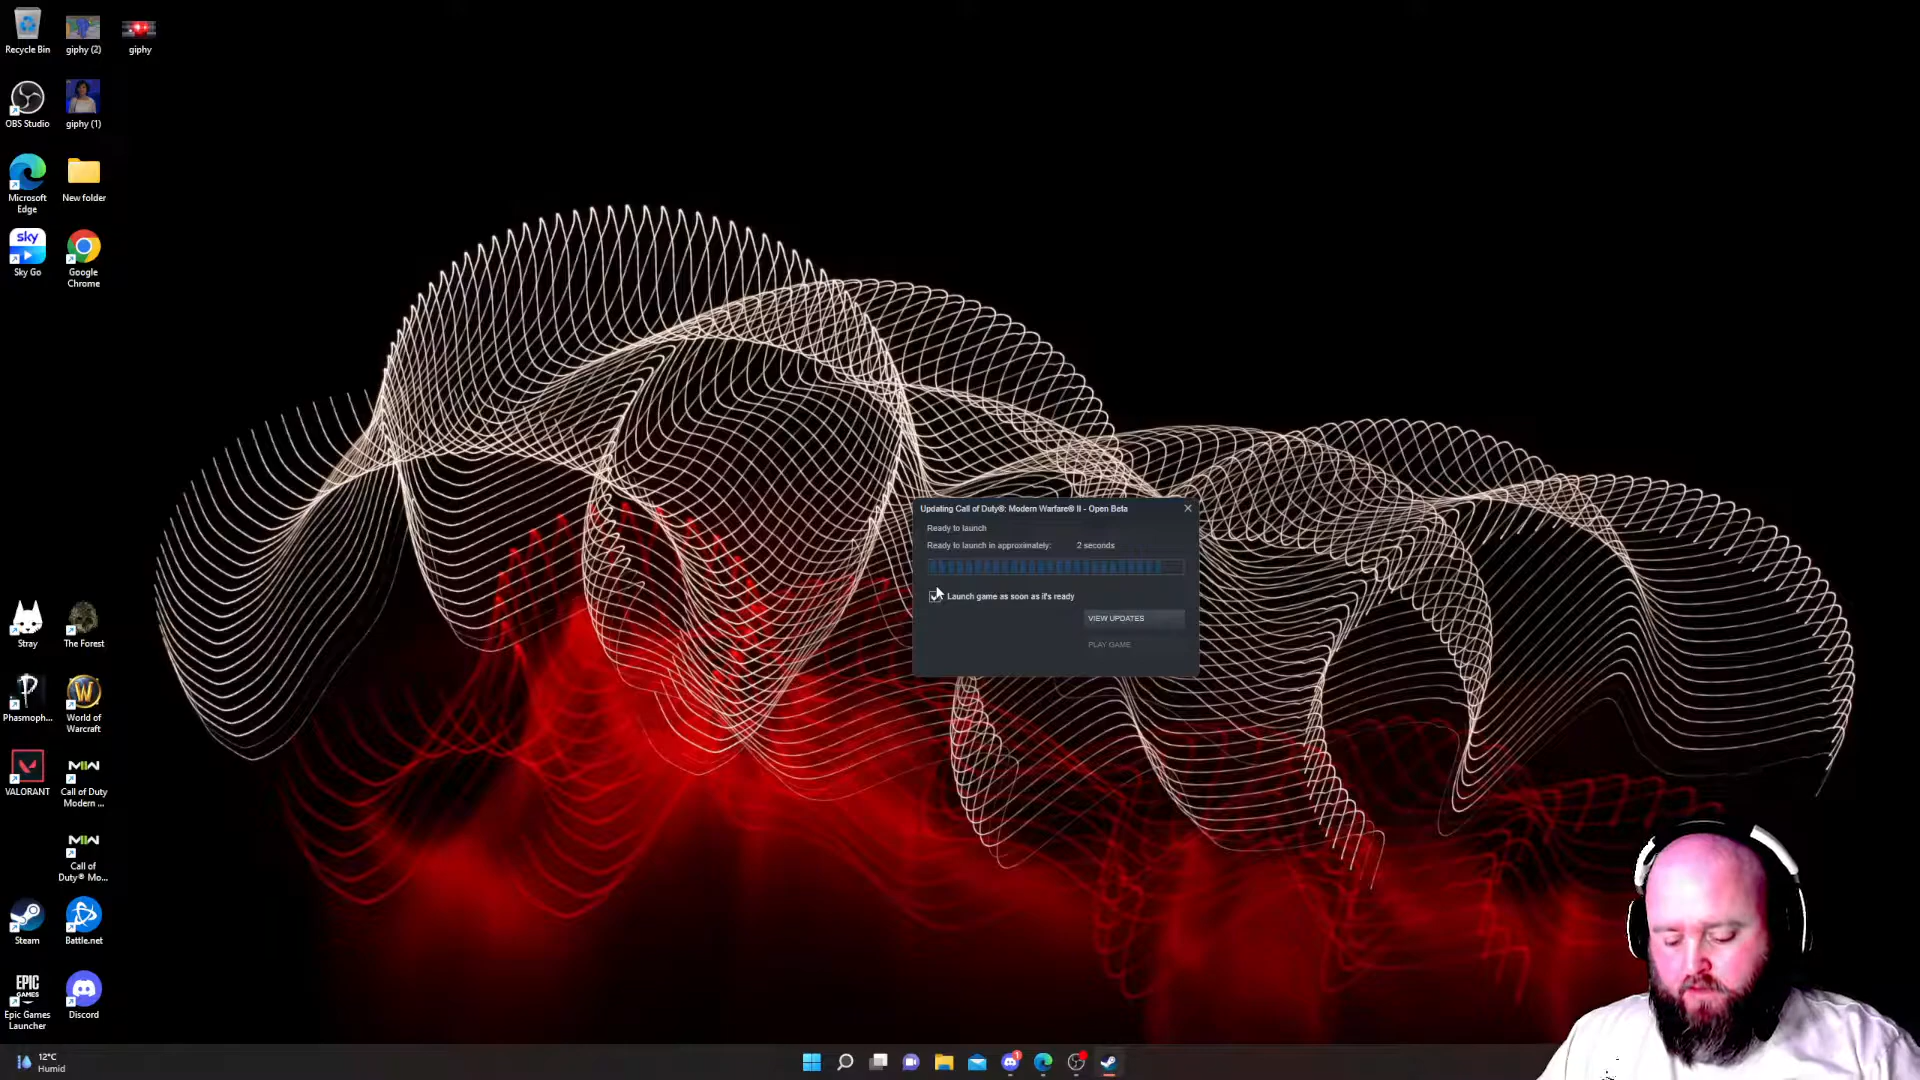 Recycle Bin
giphy (2)
giphy
OBS Studio
giphy (1)
Microsoft
Edge
New folder
sky
Sky Go
Google
Chrome
Updating Call of Duty®: Modern Warfare® II - Open Beta
Ready to launch
Ready to launch in approximately: 2 seconds
Launch game as soon as it's ready
VIEW UPDATES
PLAY GAME
Stray
The Forest
Phasmoph...
World of
Warcraft
VALORANT
MW
Call of Duty
Modern ...
MW
Call of
Duty® Mo...
Steam
Battle.net
EPIC
GAMES
Epic Games
Launcher
Discord
12°C
Humid